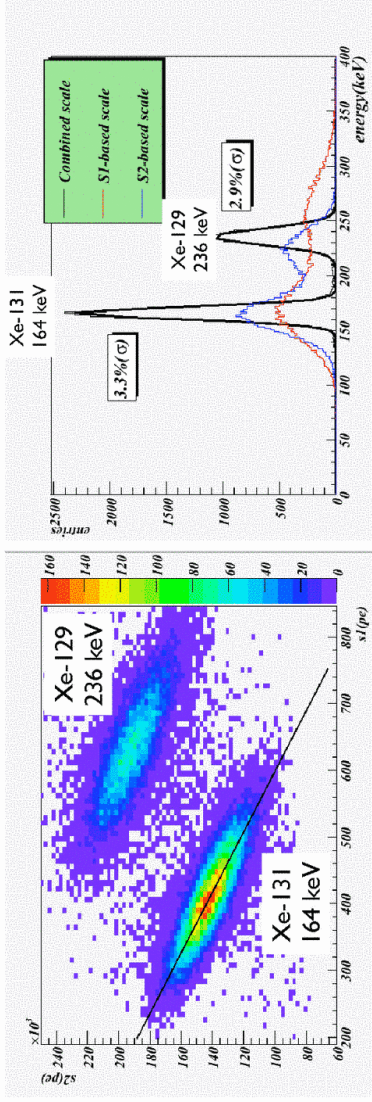 ×10³
s2(pe)
240
220
200
180
160
140
120
100
80
60
200
300
400
500
600
700
800
s1(pe)
Xe-129
236 keV
Xe-131
164 keV
160
140
120
100
80
60
40
20
0
entries
2500
2000
1500
1000
500
0
0
50
100
150
200
250
300
350
400
energy(keV)
Xe-131
164 keV
3.3%(σ)
Xe-129
236 keV
2.9%(σ)
Combined scale
S1-based scale
S2-based scale